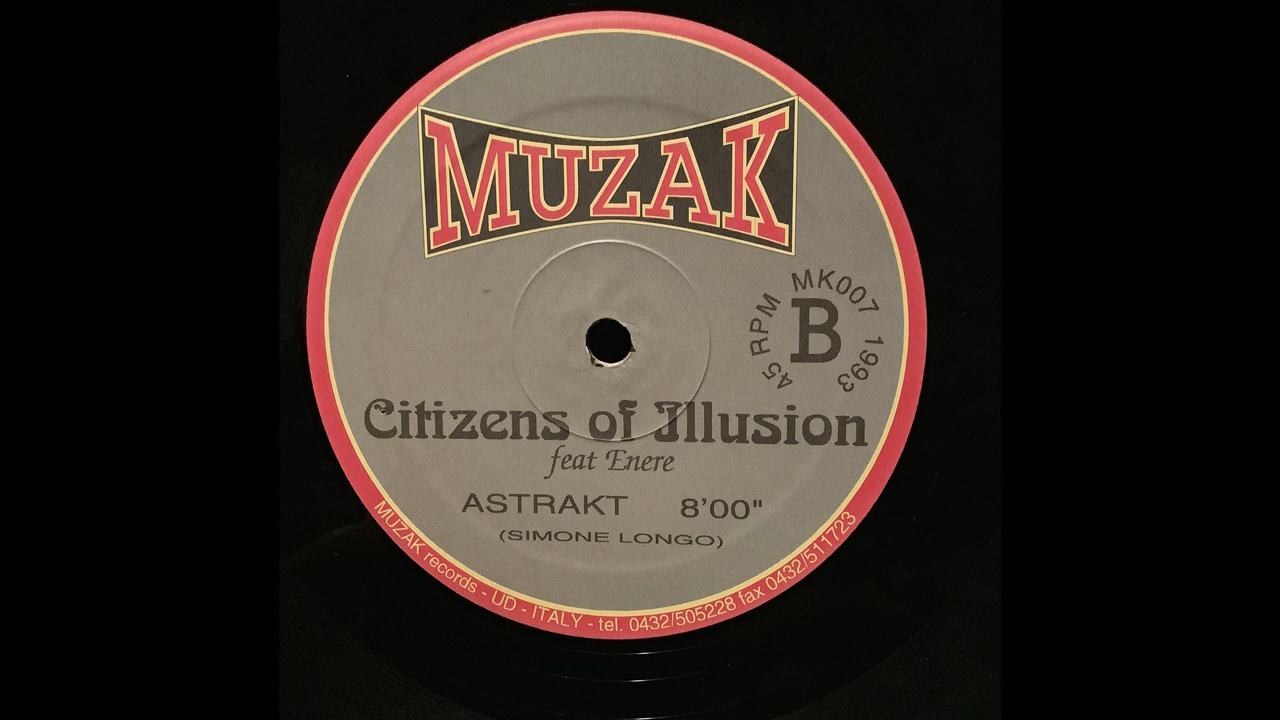 MUZAK
45 RPM MK007 1993
B
Citizens of Illusion
feat Enere
ASTRAKT 8'00"
(SIMONE LONGO)
MUZAK records - UD - ITALY - tel. 0432/505228 fax 0432/511723